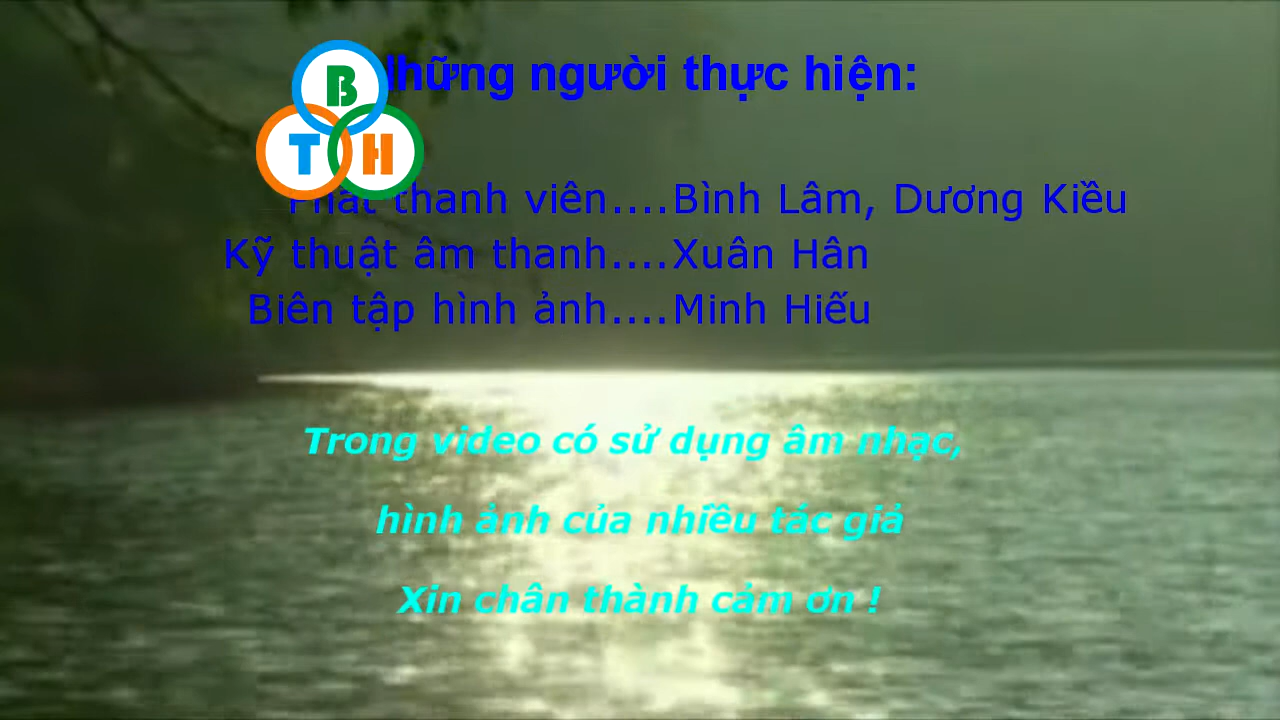 B
T H
Những người thực hiện:
Phát thanh viên....Bình Lâm, Dương Kiều
Kỹ thuật âm thanh....Xuân Hân
Biên tập hình ảnh....Minh Hiếu
Trong video có sử dụng âm nhạc,
hình ảnh của nhiều tác giả
Xin chân thành cảm ơn !